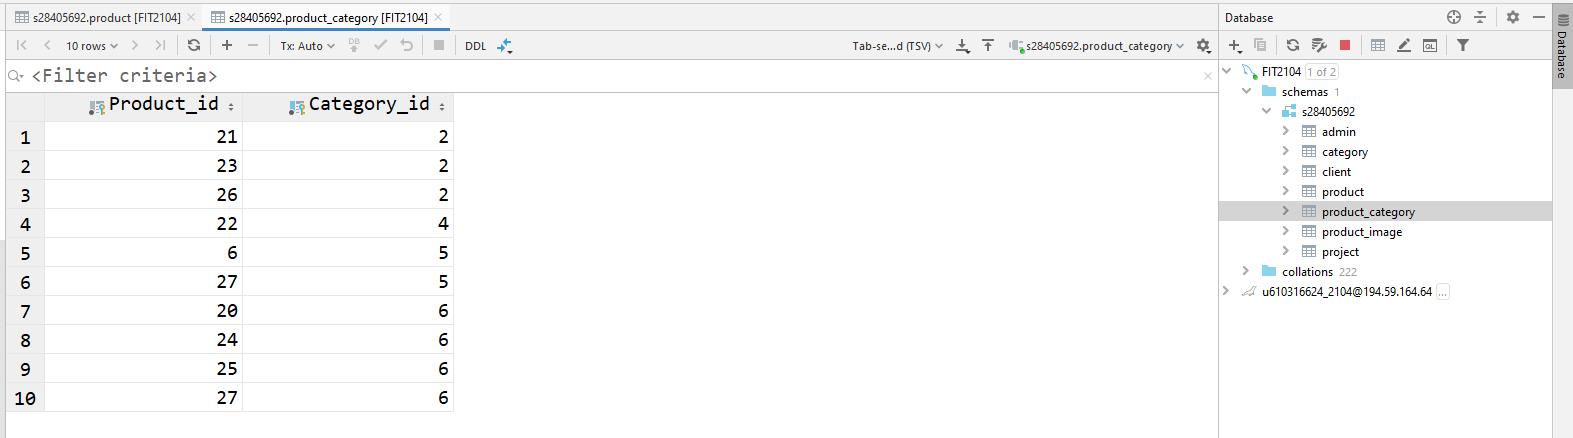 s28405692.product [FIT2104] s28405692.product_category [FIT2104]
10 rows Tx: Auto DB DDL Tab-se...d (TSV) s28405692.product_category
<Filter criteria>
Product_id Category_id
1 21 2
2 23 2
3 26 2
4 22 4
5 6 5
6 27 5
7 20 6
8 24 6
9 25 6
10 27 6
Database
QL
FIT2104 1 of 2
schemas 1
s28405692
admin
category
client
product
product_category
product_image
project
collations 222
u610316624_2104@194.59.164.64 ...
Database